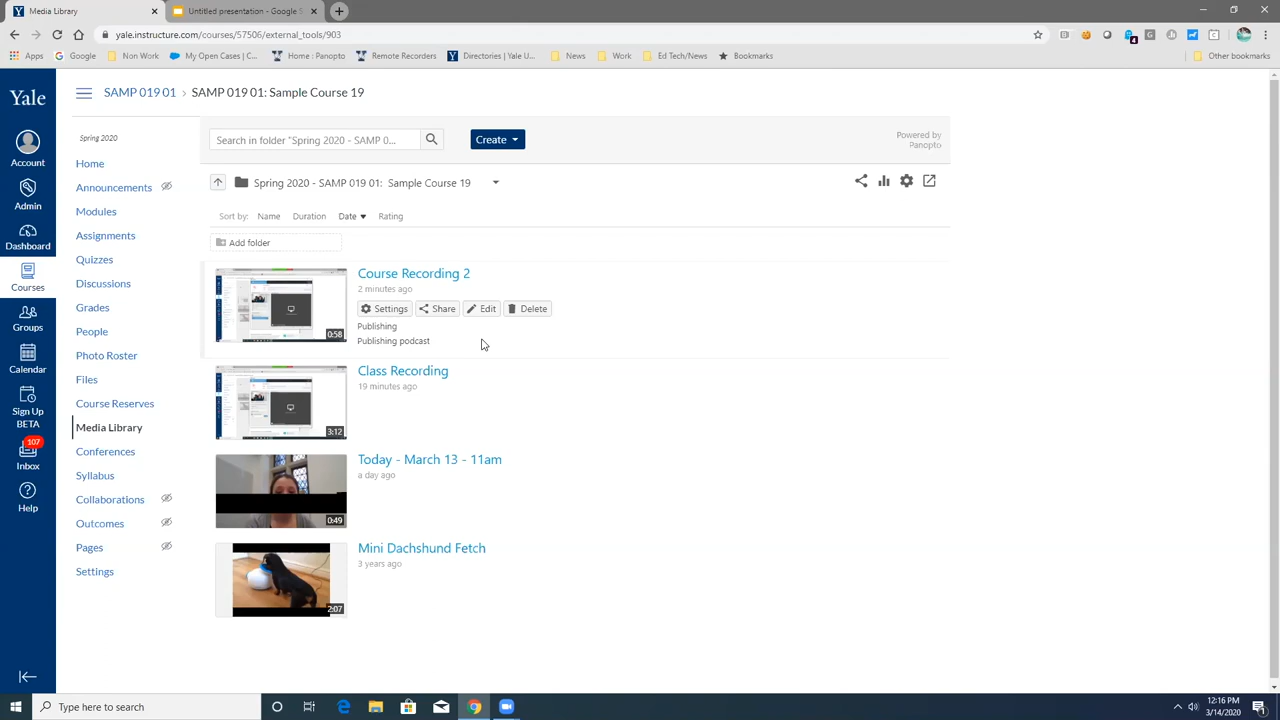 Media Library
Documentation - yale
yale.instructure.com/courses/57506/external_tools/903
Apps Google Non Work My Open Cases | C... Home : Panopto Remote Recorders Directories | Yale U... News Work Ed Tech/News Bookmarks Other bookmarks
Yale
Account
Admin
Dashboard
Courses
Groups
Calendar
Sign Up
BETA
107
Inbox
Help
SAMP 019 01 › SAMP 019 01: Sample Course 19
Spring 2020
Home
Announcements
Modules
Assignments
Quizzes
Discussions
Grades
People
Photo Roster
Files
Course Reserves
Media Library
Conferences
Syllabus
Collaborations
Outcomes
Pages
Settings
Search in folder "Spring 2020 - SAMP 0...
Create
Powered by
Panopto
Spring 2020 - SAMP 019 01: Sample Course 19
Sort by: Name Duration Date Rating
Add folder
0:58
Course Recording 2
2 minutes ago
Settings Share Edit Delete
Publishing
Publishing podcast
3:12
Class Recording
19 minutes ago
0:49
Today - March 13 - 11am
a day ago
2:07
Mini Dachshund Fetch
3 years ago
Type here to search
12:16 PM
3/14/2020